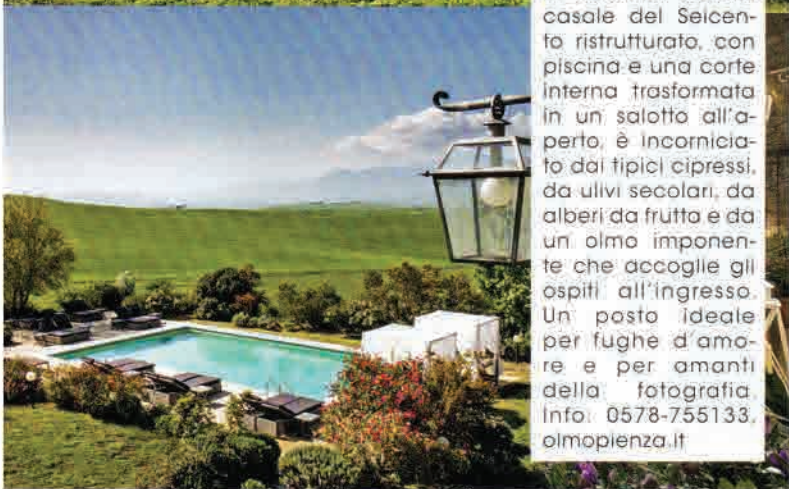 casale del Seicen-
to ristrutturato, con
piscina e una corte
interna trasformata
in un salotto all'a-
perto, è incornicia-
to dai tipici cipressi,
da ulivi secolari, da
alberi da frutta e da
un olmo imponen-
te che accoglie gli
ospiti all'ingresso.
Un posto ideale
per fughe d'amo-
re e per amanti
della fotografia.
Info: 0578-755133,
olmopienza.it